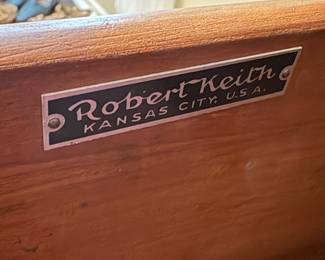 Robert Keith
KANSAS CITY, U.S.A.